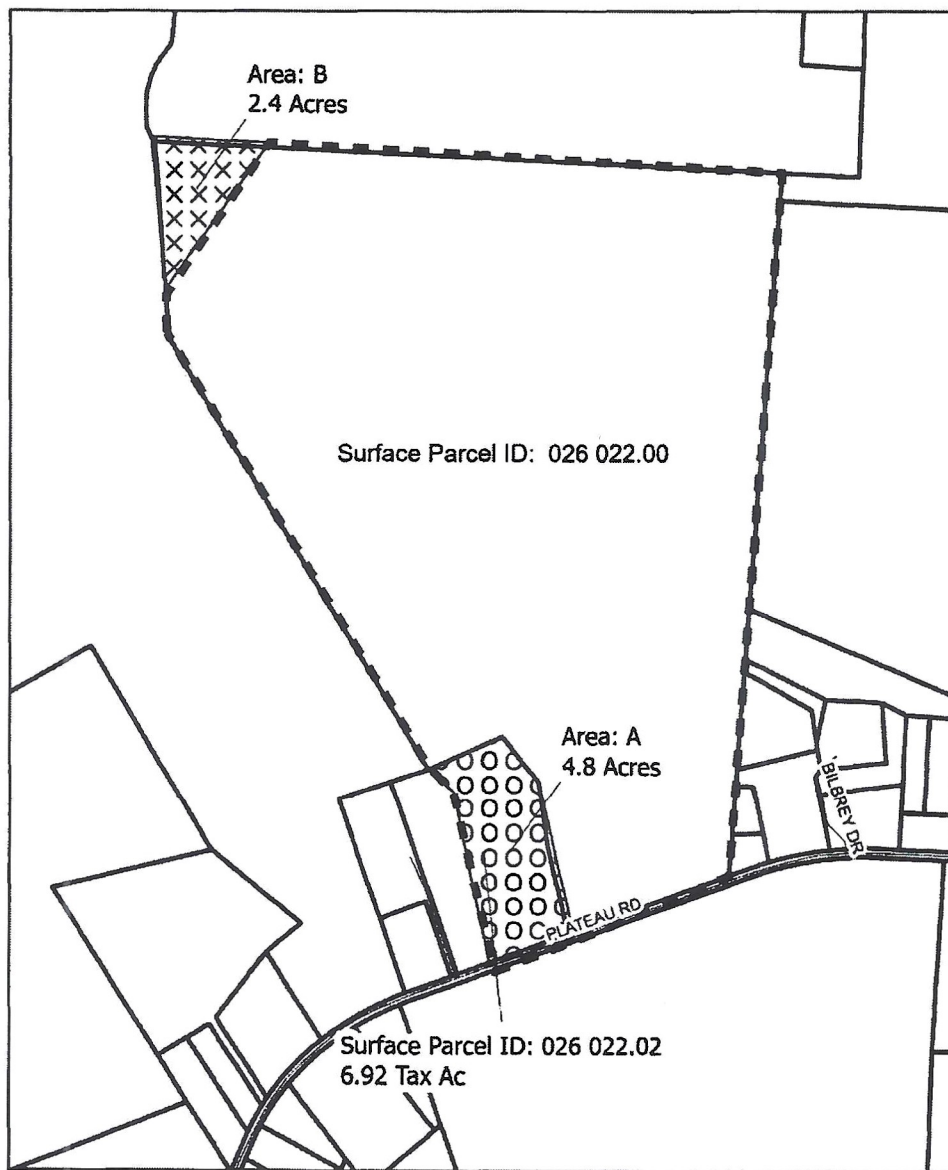 Area: B
2.4 Acres
Surface Parcel ID: 026 022.00
Area: A
4.8 Acres
BILBREY DR
PLATEAU RD
Surface Parcel ID: 026 022.02
6.92 Tax Ac